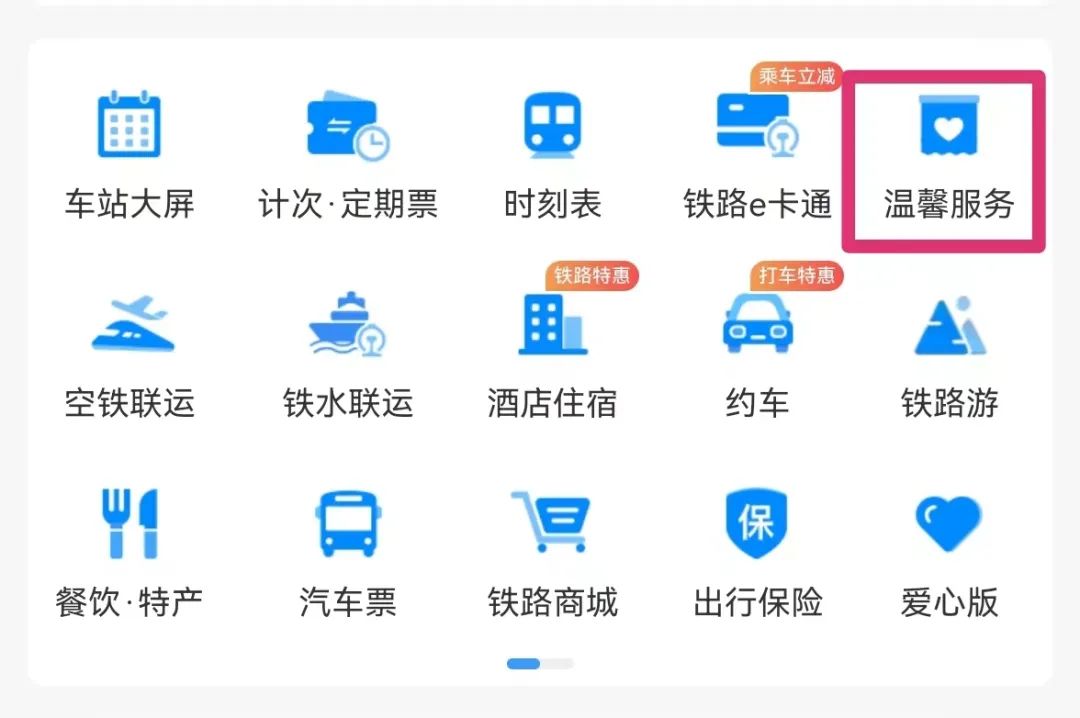 乘车立减
车站大屏
计次·定期票
时刻表
铁路e卡通
温馨服务
铁路特惠
打车特惠
空铁联运
铁水联运
酒店住宿
约车
铁路游
保
餐饮·特产
汽车票
铁路商城
出行保险
爱心版